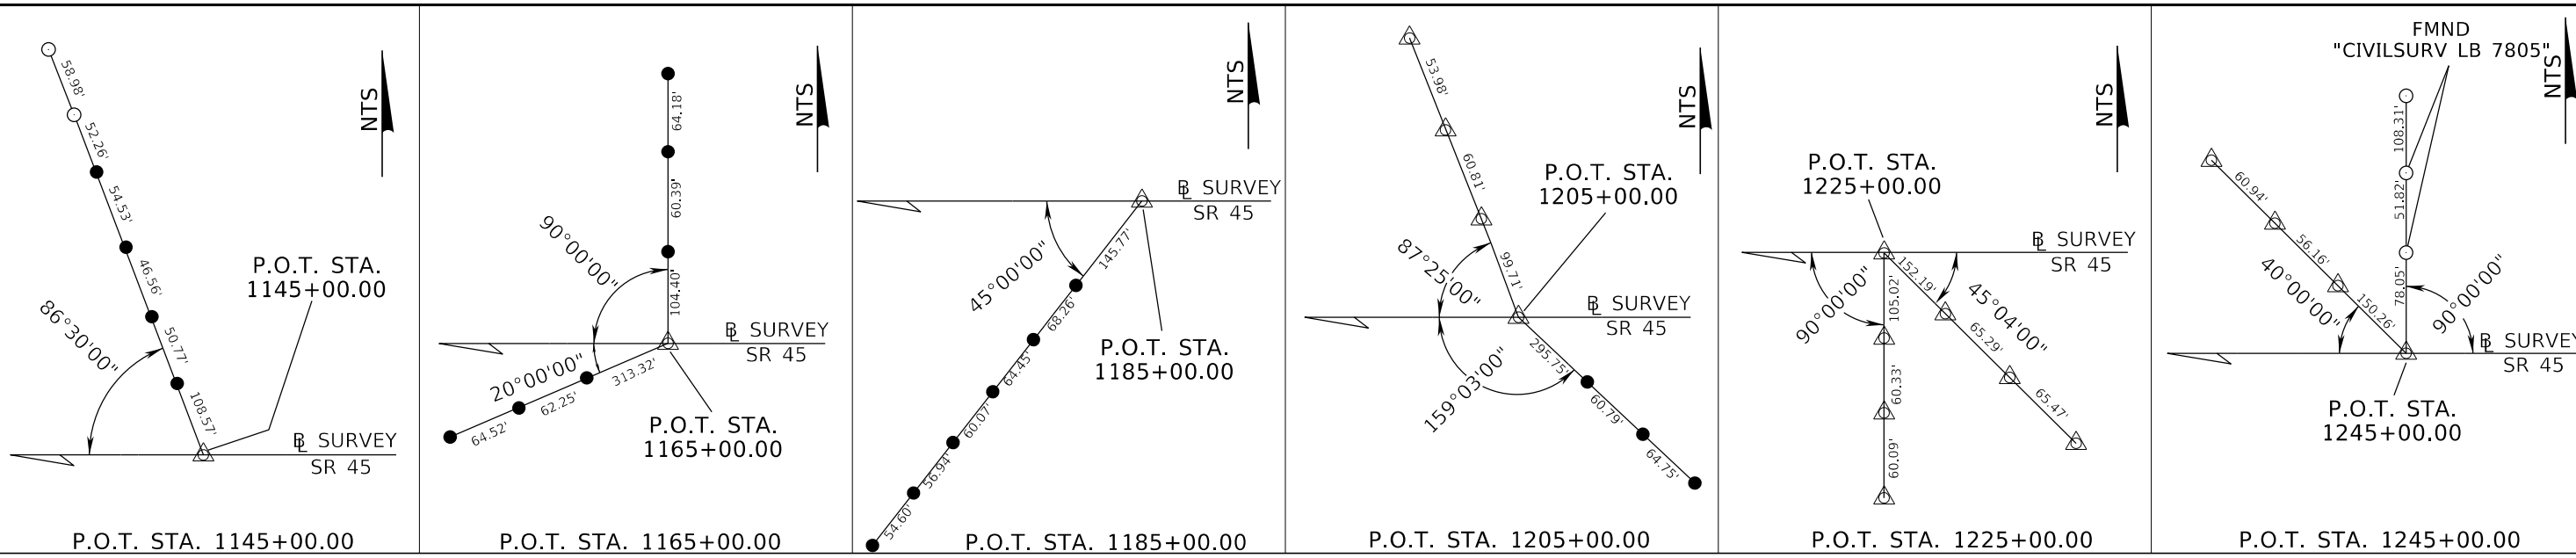 58.98'
52.26'
54.53'
46.56'
50.77'
108.57'
86°30'00"
NTS
P.O.T. STA.
1145+00.00
BL SURVEY
SR 45
P.O.T. STA. 1145+00.00
64.18'
60.39'
104.40'
90°00'00"
20°00'00"
313.32'
62.25'
64.52'
NTS
BL SURVEY
SR 45
P.O.T. STA.
1165+00.00
P.O.T. STA. 1165+00.00
NTS
BL SURVEY
SR 45
45°00'00"
145.77'
68.26'
64.45'
60.07'
56.94'
54.60'
P.O.T. STA.
1185+00.00
P.O.T. STA. 1185+00.00
53.98'
60.81'
99.71'
87°25'00"
NTS
P.O.T. STA.
1205+00.00
BL SURVEY
SR 45
159°03'00"
295.75'
60.79'
64.75'
P.O.T. STA. 1205+00.00
P.O.T. STA.
1225+00.00
NTS
BL SURVEY
SR 45
90°00'00"
105.02'
60.33'
60.09'
152.19'
65.29'
65.47'
45°04'00"
P.O.T. STA. 1225+00.00
FMND
"CIVILSURV LB 7805"
NTS
108.31'
51.82'
78.05'
60.94'
56.16'
150.26'
40°00'00"
90°00'00"
BL SURVEY
SR 45
P.O.T. STA.
1245+00.00
P.O.T. STA. 1245+00.00